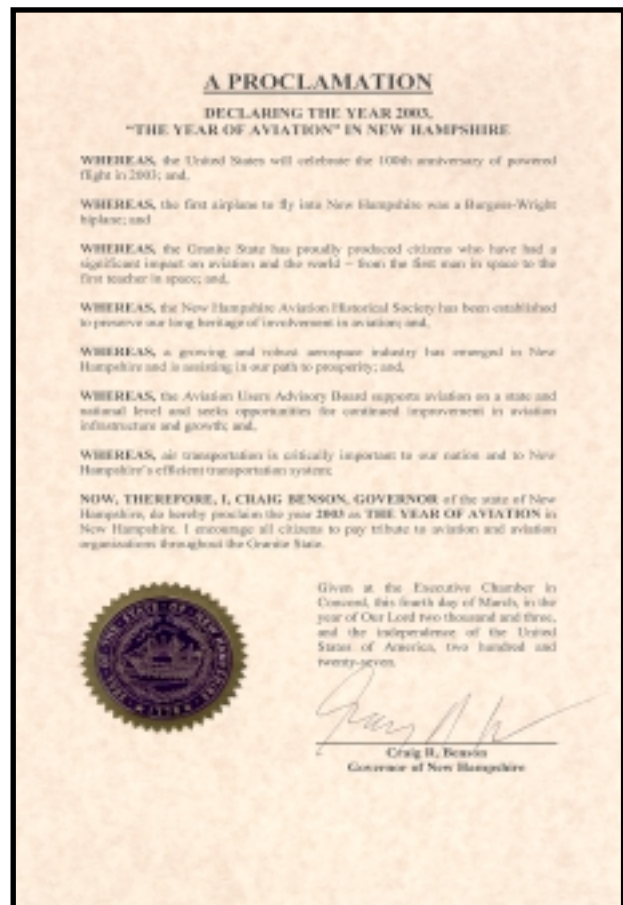 A PROCLAMATION
DECLARING THE YEAR 2003,
“THE YEAR OF AVIATION” IN NEW HAMPSHIRE
WHEREAS, the United States will celebrate the 100th anniversary of powered
flight in 2003; and,
WHEREAS, the first airplane to fly into New Hampshire was a Burgess-Wright
biplane; and
WHEREAS, the Granite State has proudly produced citizens who have had a
significant impact on aviation and the world – from the first man in space to the
first teacher in space; and,
WHEREAS, the New Hampshire Aviation Historical Society has been established
to preserve our long heritage of involvement in aviation; and,
WHEREAS, a growing and robust aerospace industry has emerged in New
Hampshire and is assisting in our path to prosperity; and,
WHEREAS, the Aviation Users Advisory Board supports aviation on a state and
national level and seeks opportunities for continued improvement in aviation
infrastructure and growth; and,
WHEREAS, air transportation is critically important to our nation and to New
Hampshire’s efficient transportation system;
NOW, THEREFORE, I, CRAIG BENSON, GOVERNOR of the state of New
Hampshire, do hereby proclaim the year 2003 as THE YEAR OF AVIATION in
New Hampshire. I encourage all citizens to pay tribute to aviation and aviation
organizations throughout the Granite State.
Given at the Executive Chamber in
Concord, this fourth day of March, in the
year of Our Lord two thousand and three,
and the independence of the United
States of America, two hundred and
twenty-seven.
Craig R. Benson
Governor of New Hampshire